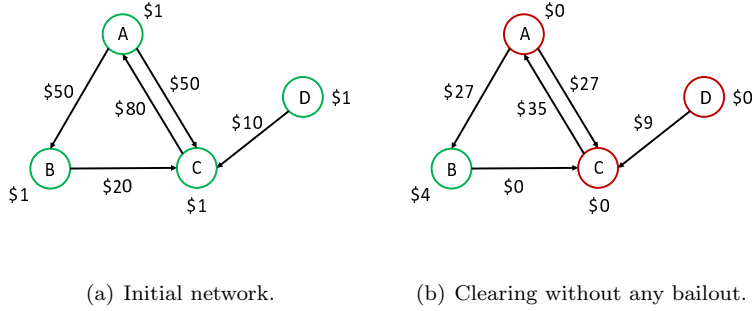 $1
A
$50
$50
$80
D
$1
$10
B
C
$1
$20
$1
(a) Initial network.
$0
A
$27
$27
$35
D
$0
$9
B
C
$4
$0
$0
(b) Clearing without any bailout.